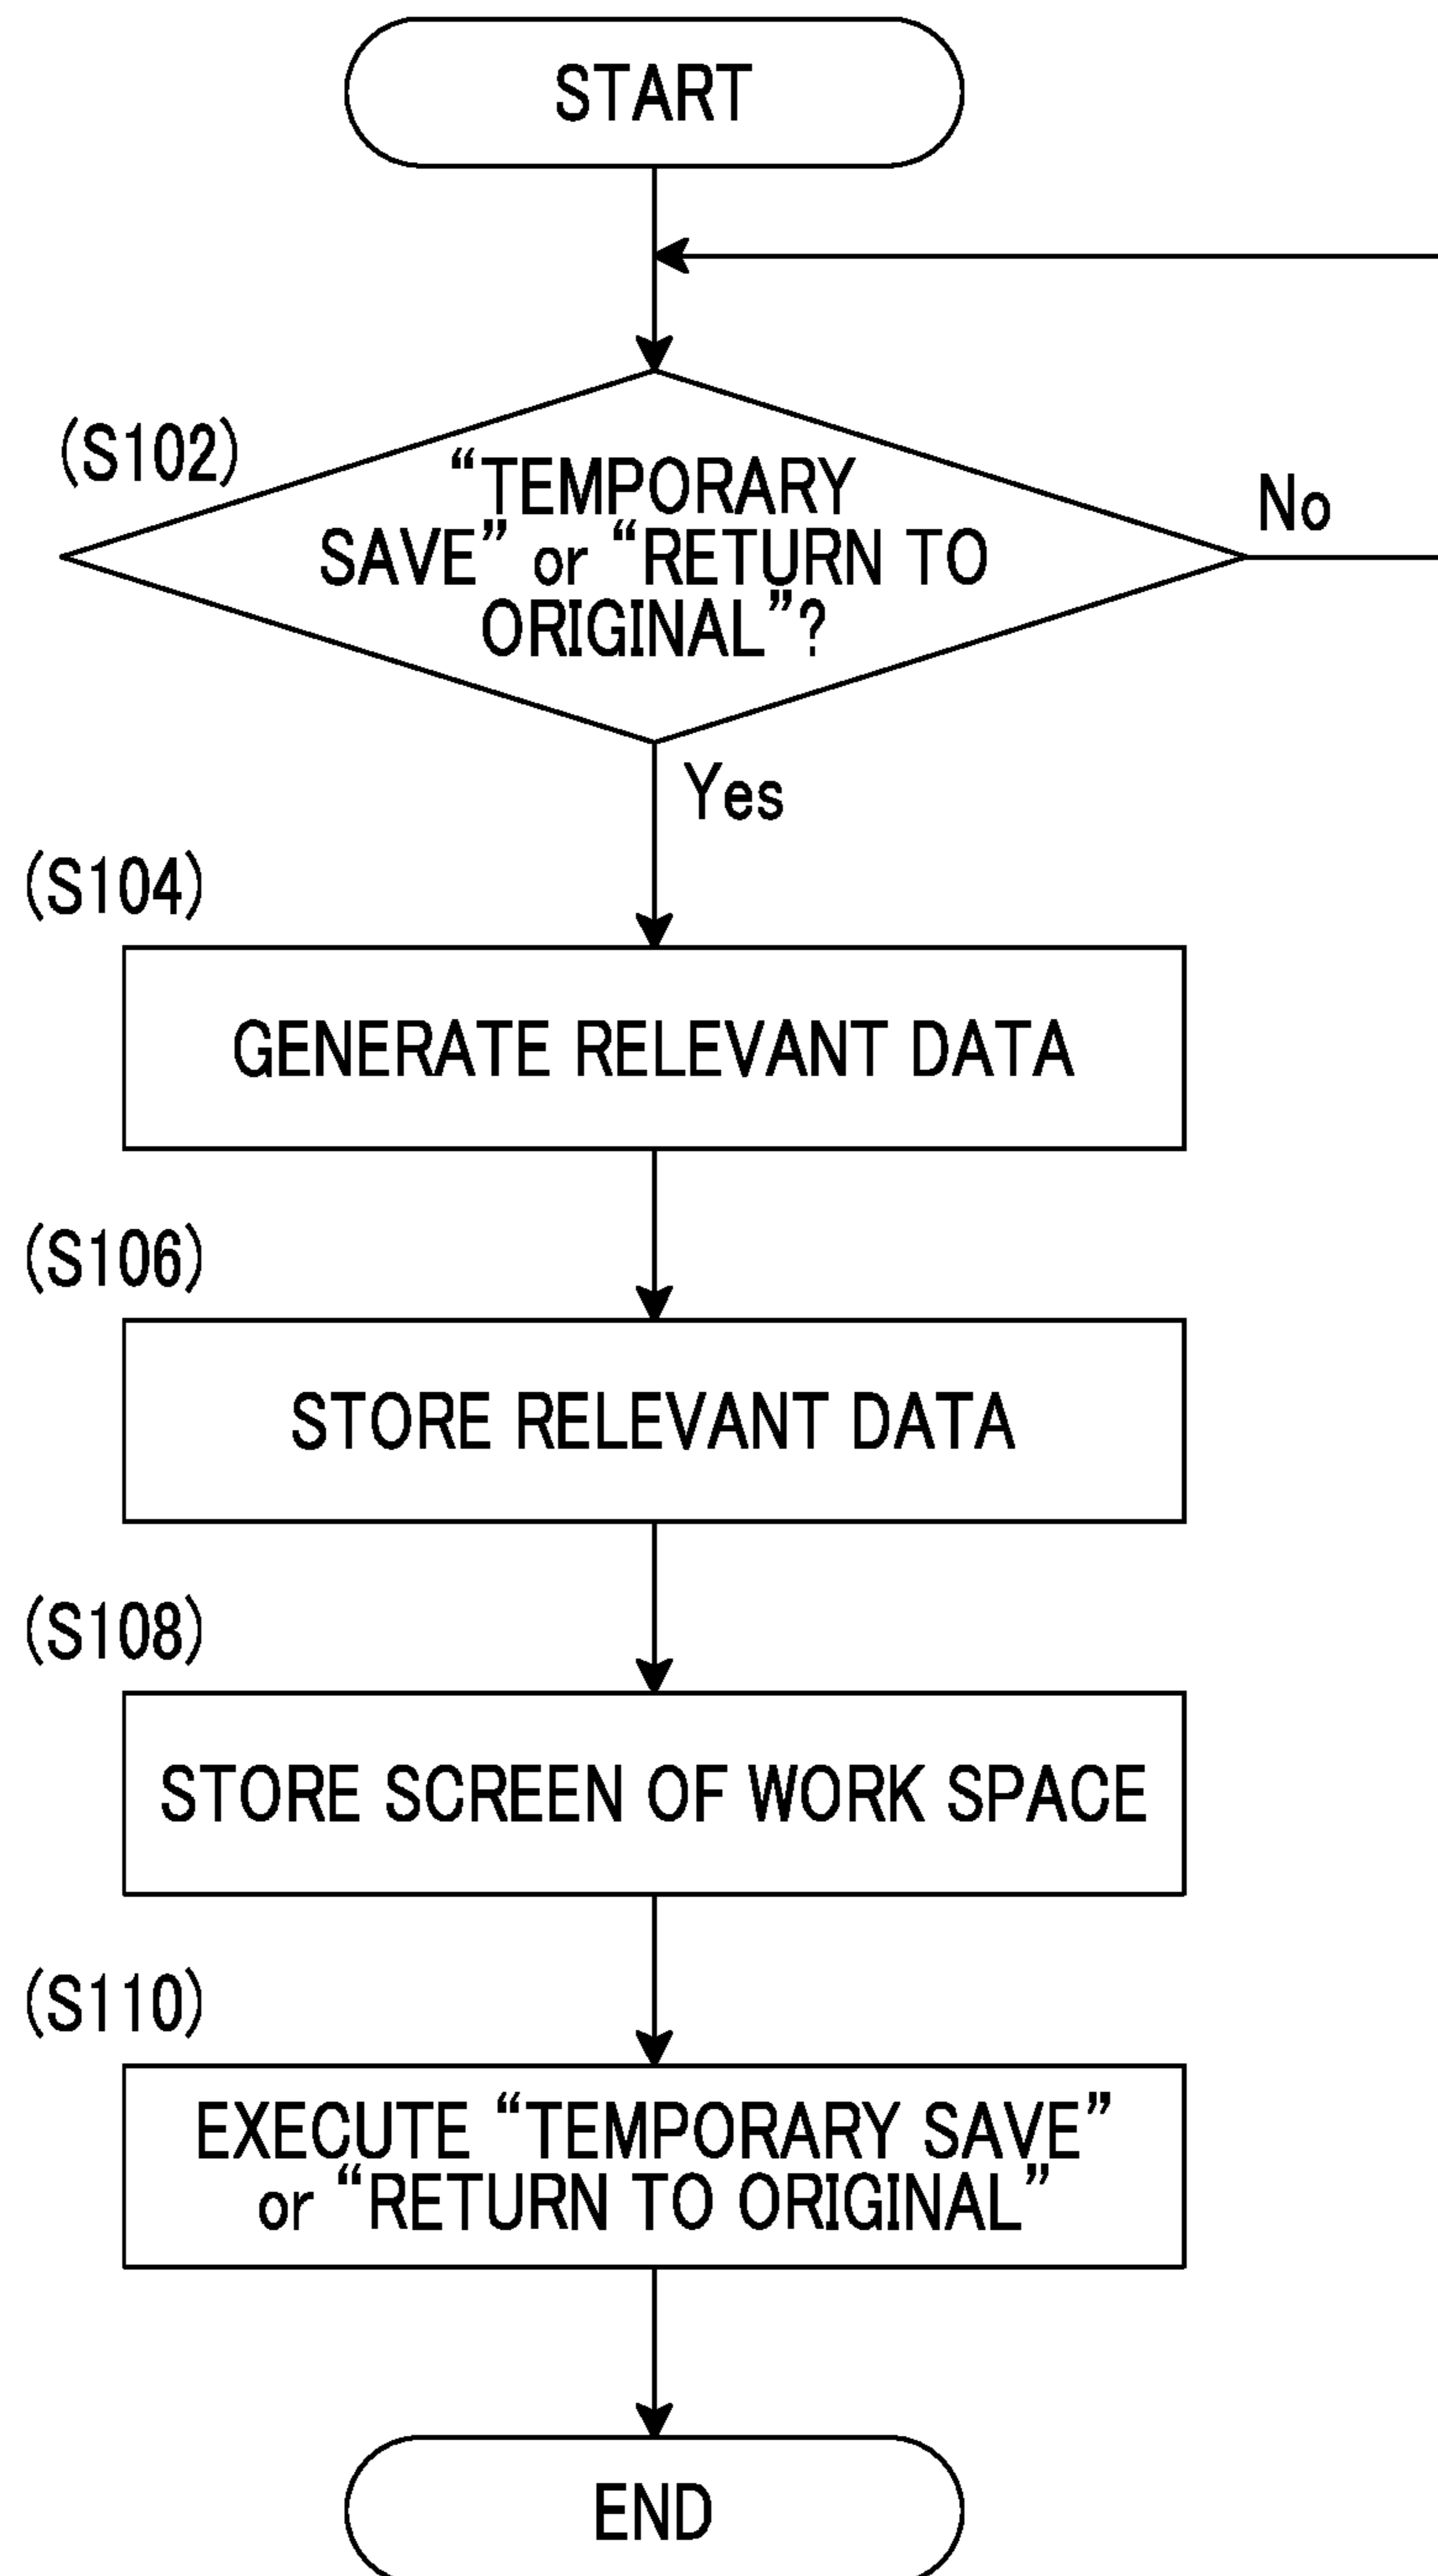 START
(S102)
“TEMPORARY
SAVE” or “RETURN TO
ORIGINAL”?
No
Yes
(S104)
GENERATE RELEVANT DATA
(S106)
STORE RELEVANT DATA
(S108)
STORE SCREEN OF WORK SPACE
(S110)
EXECUTE “TEMPORARY SAVE”
or “RETURN TO ORIGINAL”
END